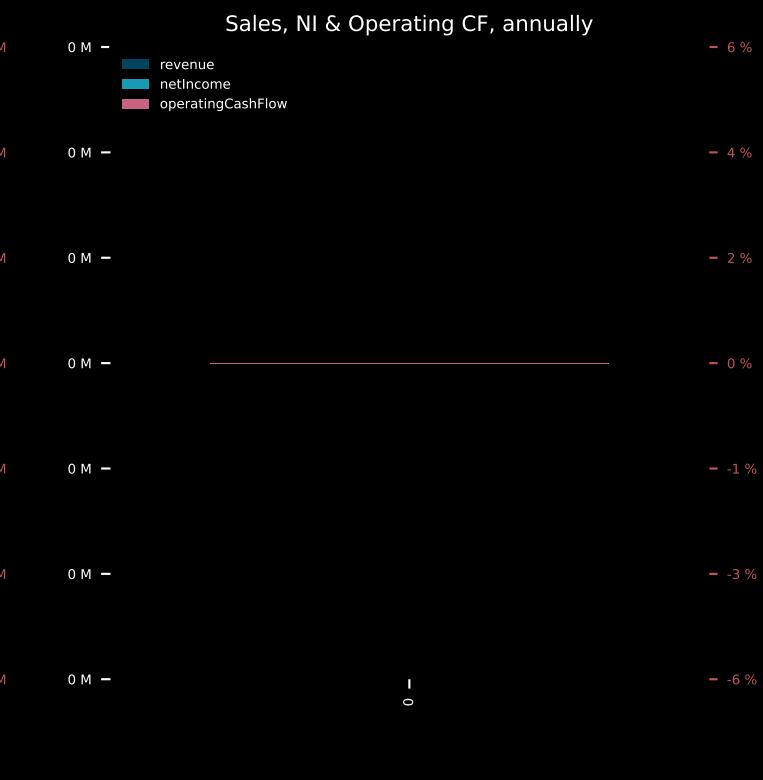 Sales, NI & Operating CF, annually
M
0 M
6 %
revenue
netIncome
operatingCashFlow
M
0 M
4 %
M
0 M
2 %
M
0 M
0 %
M
0 M
-1 %
M
0 M
-3 %
M
0 M
-6 %
0